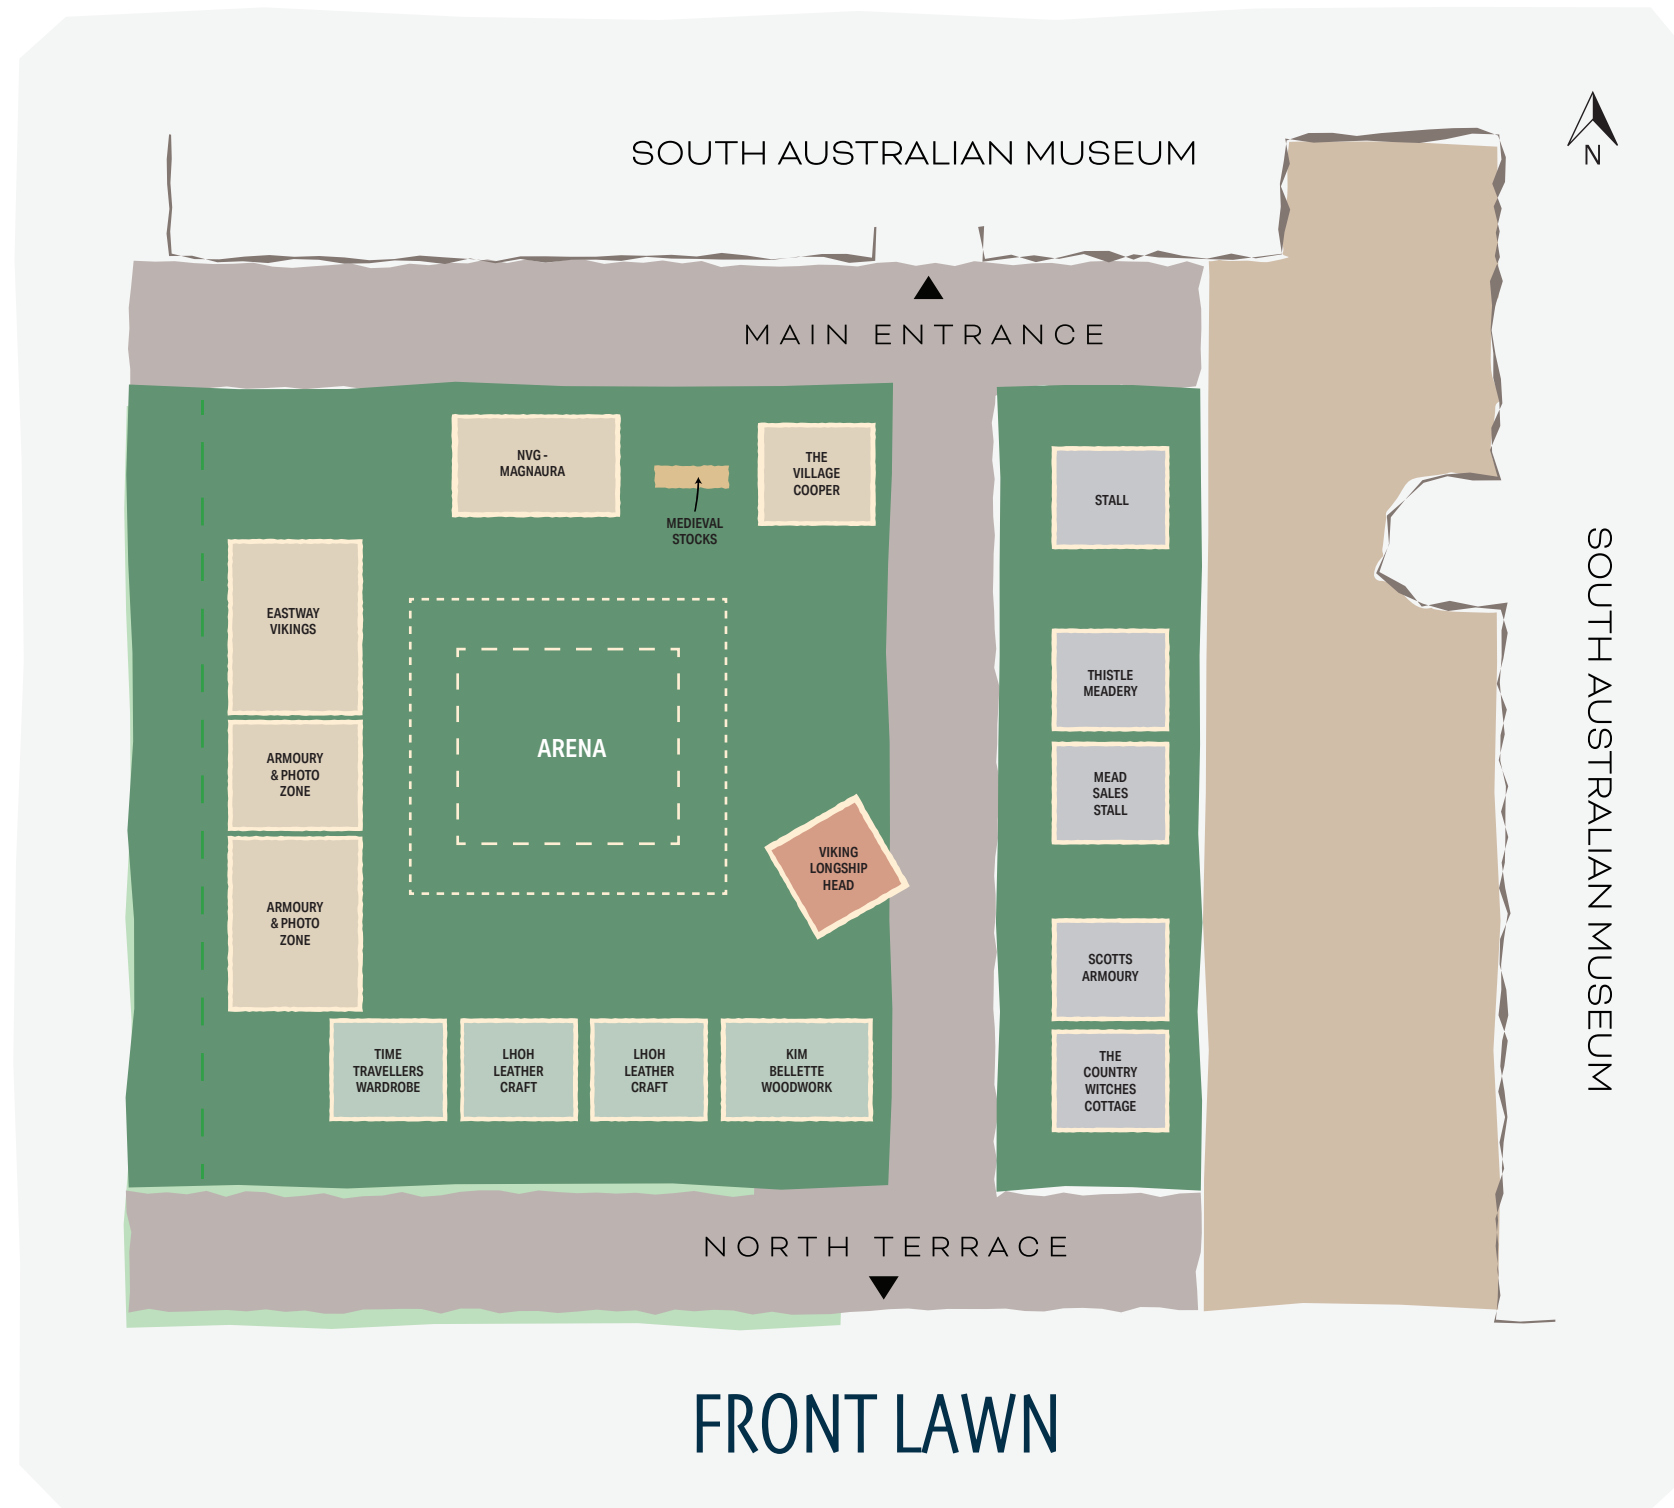 SOUTH AUSTRALIAN MUSEUM
N
MAIN ENTRANCE
NVG -
MAGNAURA
THE
VILLAGE
COOPER
MEDIEVAL
STOCKS
STALL
EASTWAY
VIKINGS
ARMOURY
& PHOTO
ZONE
ARMOURY
& PHOTO
ZONE
ARENA
VIKING
LONGSHIP
HEAD
THISTLE
MEADERY
MEAD
SALES
STALL
SCOTTS
ARMOURY
THE
COUNTRY
WITCHES
COTTAGE
TIME
TRAVELLERS
WARDROBE
LHOH
LEATHER
CRAFT
LHOH
LEATHER
CRAFT
KIM
BELLETTE
WOODWORK
SOUTH AUSTRALIAN MUSEUM
NORTH TERRACE
FRONT LAWN